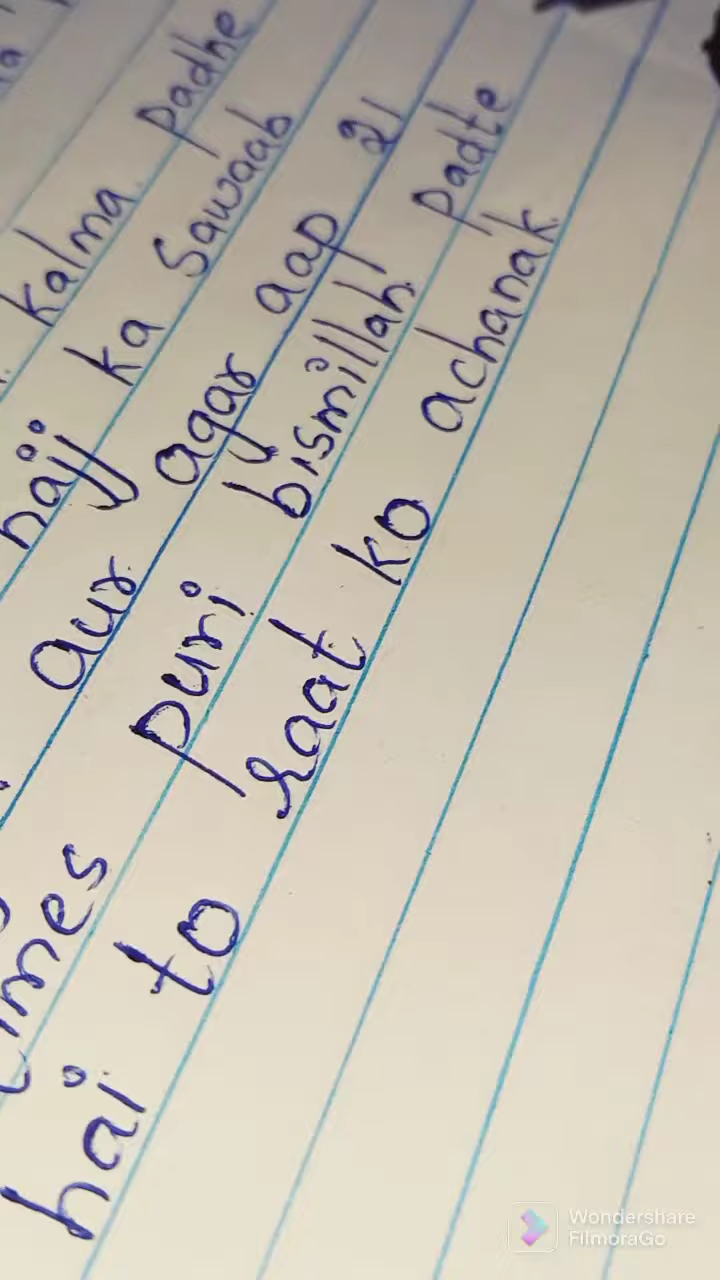 kalma padhe
hajj ka Sawaab
aur agar aap 21
times puri bismillah padte
hai to raat ko achanak
Wondershare
FilmoraGo